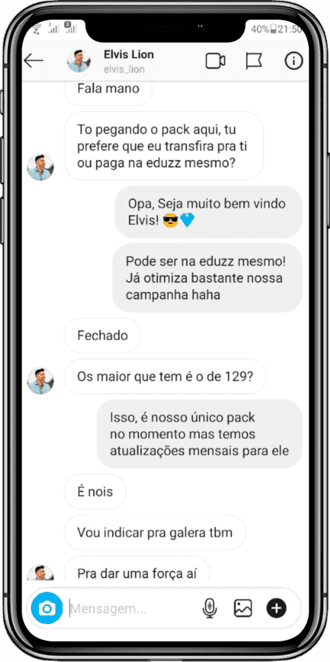 40% 21:50
Elvis Lion
elvis_lion
Fala mano
To pegando o pack aqui, tu
prefere que eu transfira pra ti
ou paga na eduzz mesmo?
Opa, Seja muito bem vindo
Elvis! 😎💎
Pode ser na eduzz mesmo!
Já otimiza bastante nossa
campanha haha
Fechado
Os maior que tem é o de 129?
Isso, é nosso único pack
no momento mas temos
atualizações mensais para ele
É nois
Vou indicar pra galera tbm
Pra dar uma força aí
Mensagem...